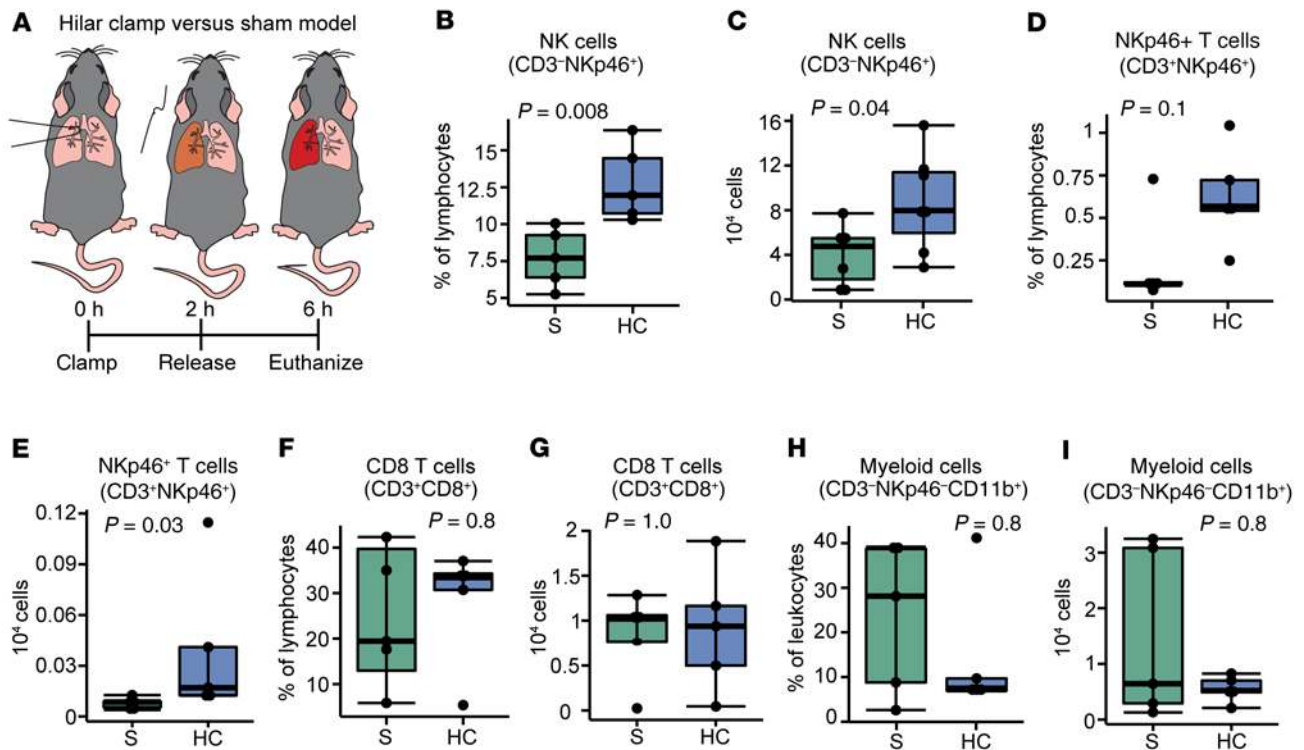 A Hilar clamp versus sham model
0 h 2 h 6 h
Clamp Release Euthanize
B
NK cells
(CD3⁻NKp46⁺)
P = 0.008
% of lymphocytes
15
12.5
10
7.5
5
S HC
C
NK cells
(CD3⁻NKp46⁺)
P = 0.04
10⁴ cells
16
12
8
4
0
S HC
D
NKp46+ T cells
(CD3⁺NKp46⁺)
P = 0.1
% of lymphocytes
1
0.75
0.5
0.25
S HC
E
NKp46⁺ T cells
(CD3⁺NKp46⁺)
P = 0.03
10⁴ cells
0.12
0.09
0.06
0.03
0
S HC
F
CD8 T cells
(CD3⁺CD8⁺)
P = 0.8
% of lymphocytes
40
30
20
10
S HC
G
CD8 T cells
(CD3⁺CD8⁺)
P = 1.0
10⁴ cells
2
1.5
1
0.5
0
S HC
H
Myeloid cells
(CD3⁻NKp46⁻CD11b⁺)
P = 0.8
% of leukocytes
40
30
20
10
0
S HC
I
Myeloid cells
(CD3⁻NKp46⁻CD11b⁺)
P = 0.8
10⁴ cells
3
2
1
0
S HC